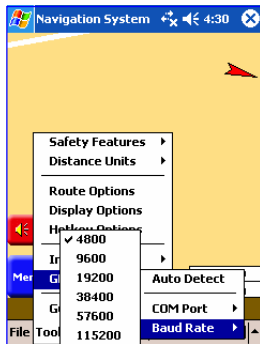 Navigation System 4:30
Safety Features
Distance Units
Route Options
Display Options
Hotkey Options
4800
9600
19200
38400
57600
115200
Auto Detect
COM Port
Baud Rate
File